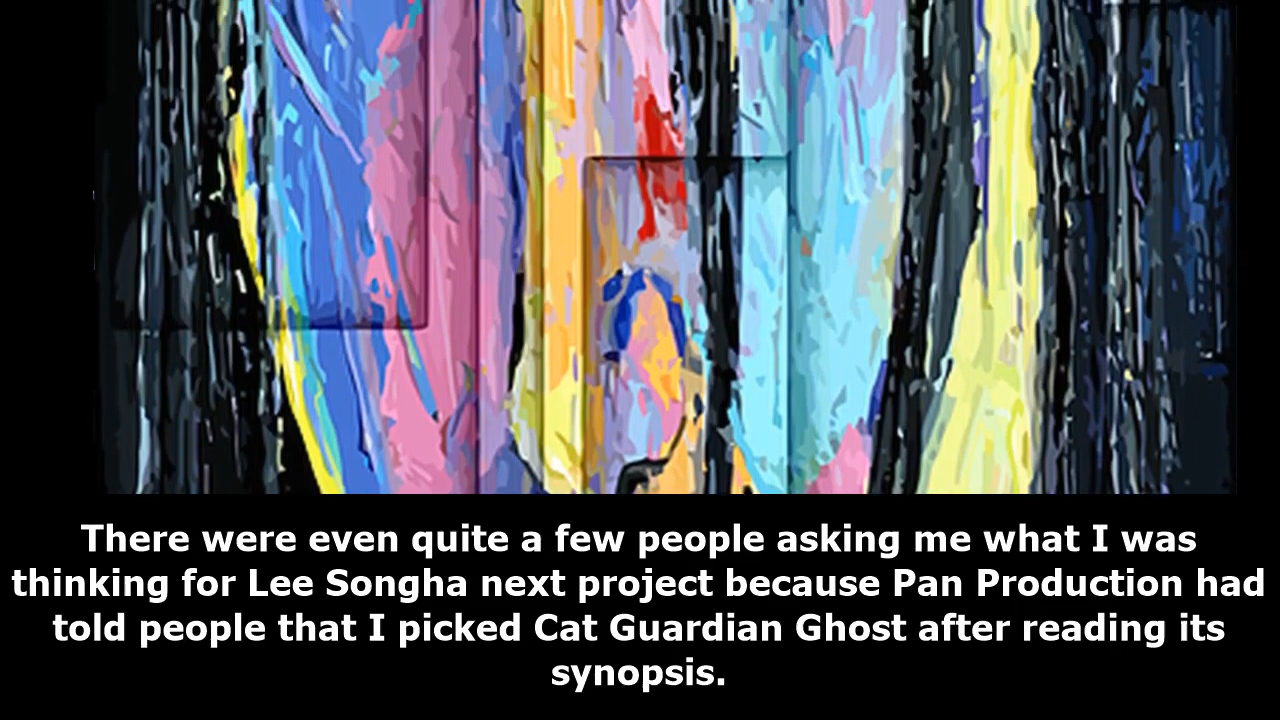 There were even quite a few people asking me what I was
thinking for Lee Songha next project because Pan Production had
told people that I picked Cat Guardian Ghost after reading its
synopsis.